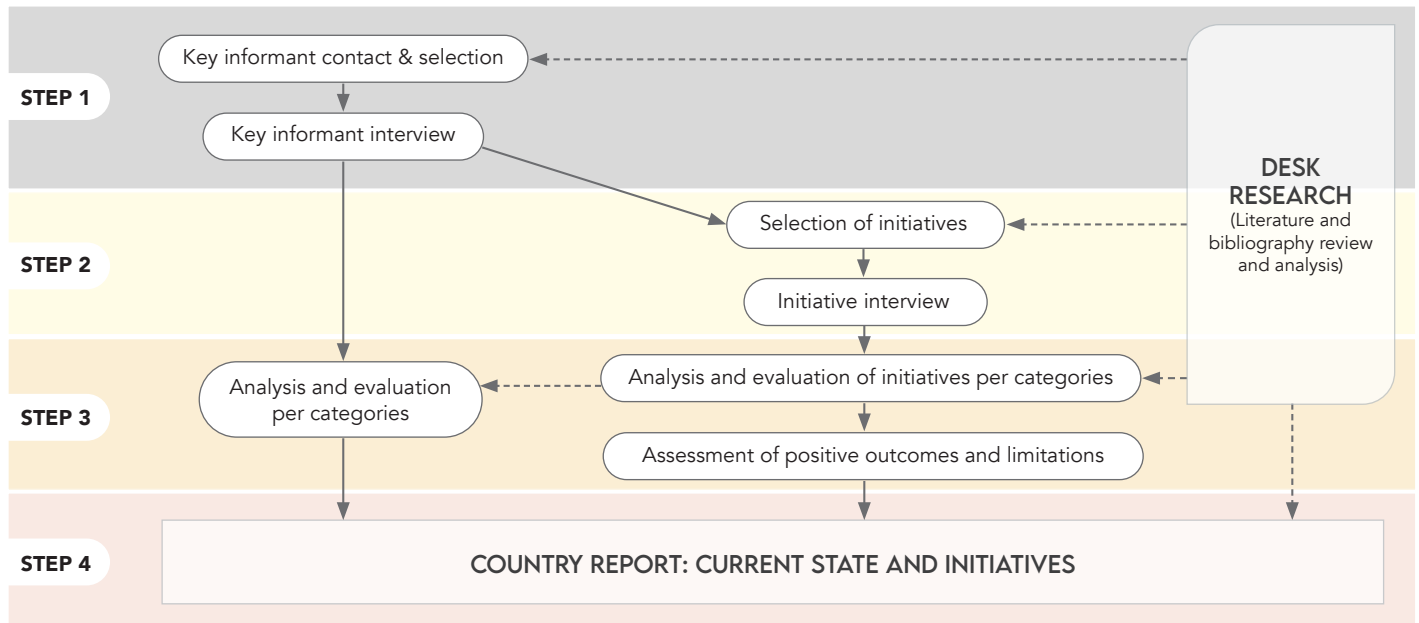 STEP 1
Key informant contact & selection
Key informant interview
DESK
RESEARCH
(Literature and
bibliography review
and analysis)
STEP 2
Selection of initiatives
Initiative interview
STEP 3
Analysis and evaluation
per categories
Analysis and evaluation of initiatives per categories
Assessment of positive outcomes and limitations
STEP 4
COUNTRY REPORT: CURRENT STATE AND INITIATIVES